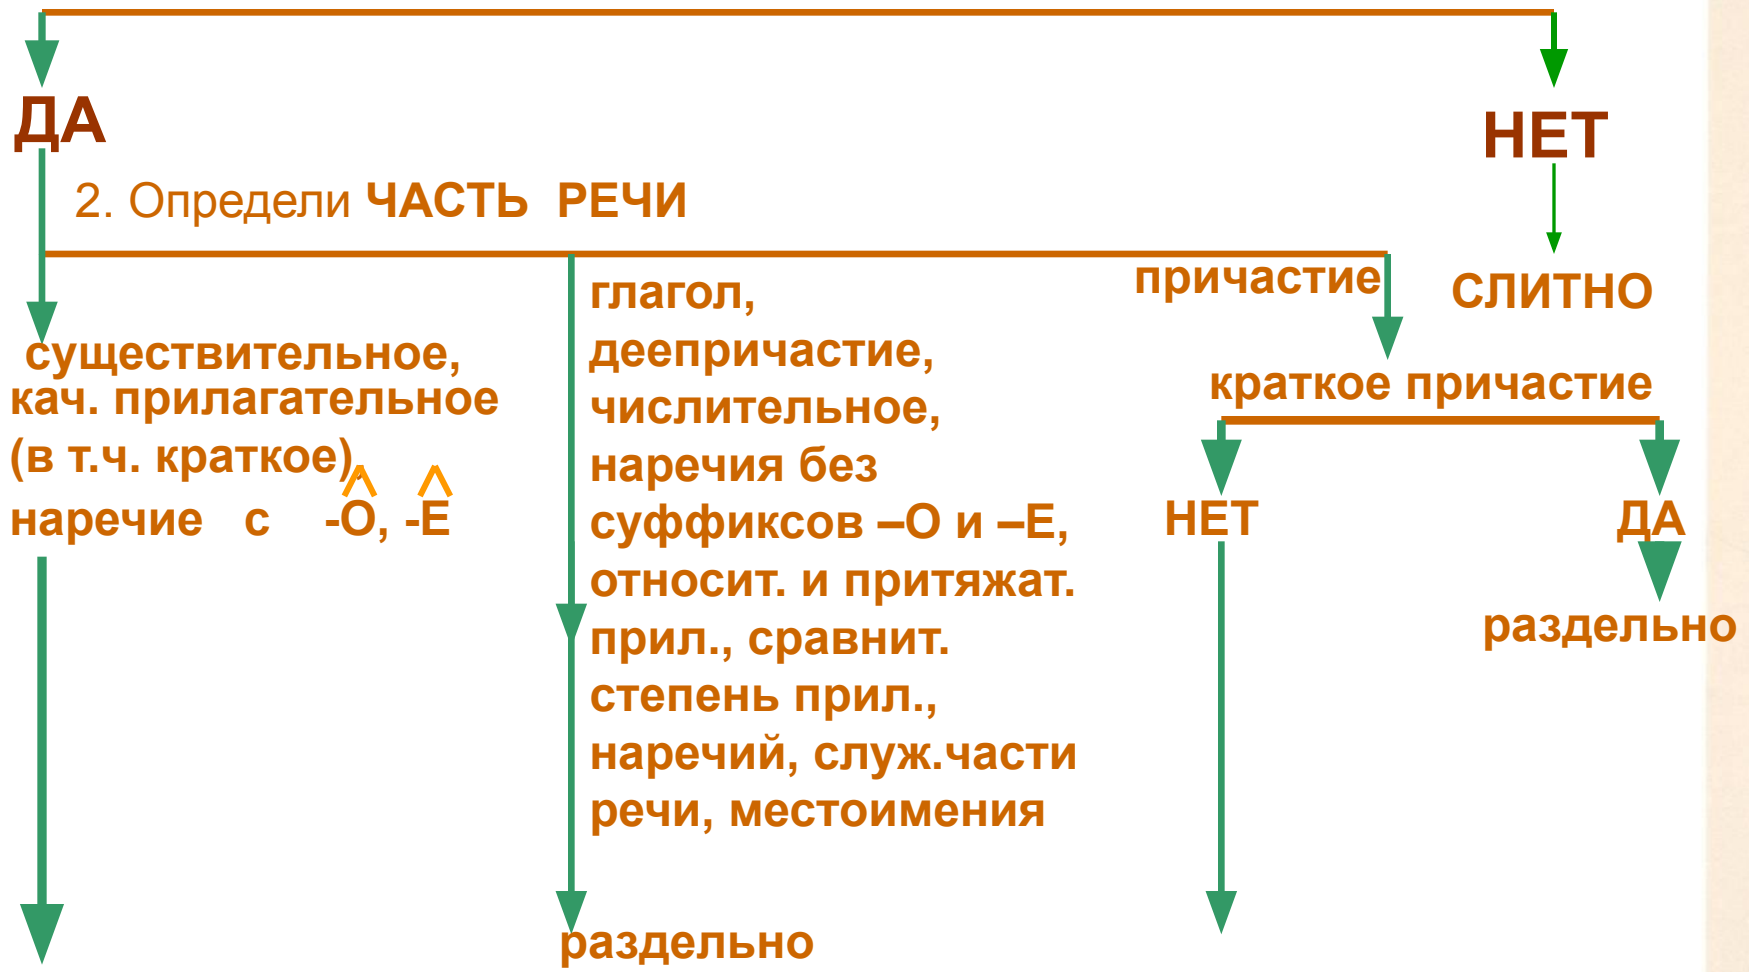 ДА
НЕТ
2. Определи ЧАСТЬ РЕЧИ
существительное,
кач. прилагательное
(в т.ч. краткое),
наречие с -О, -Е
глагол,
деепричастие,
числительное,
наречия без
суффиксов –О и –Е,
относит. и притяжат.
прил., сравнит.
степень прил.,
наречий, служ.части
речи, местоимения
раздельно
причастие
краткое причастие
НЕТ
ДА
раздельно
СЛИТНО